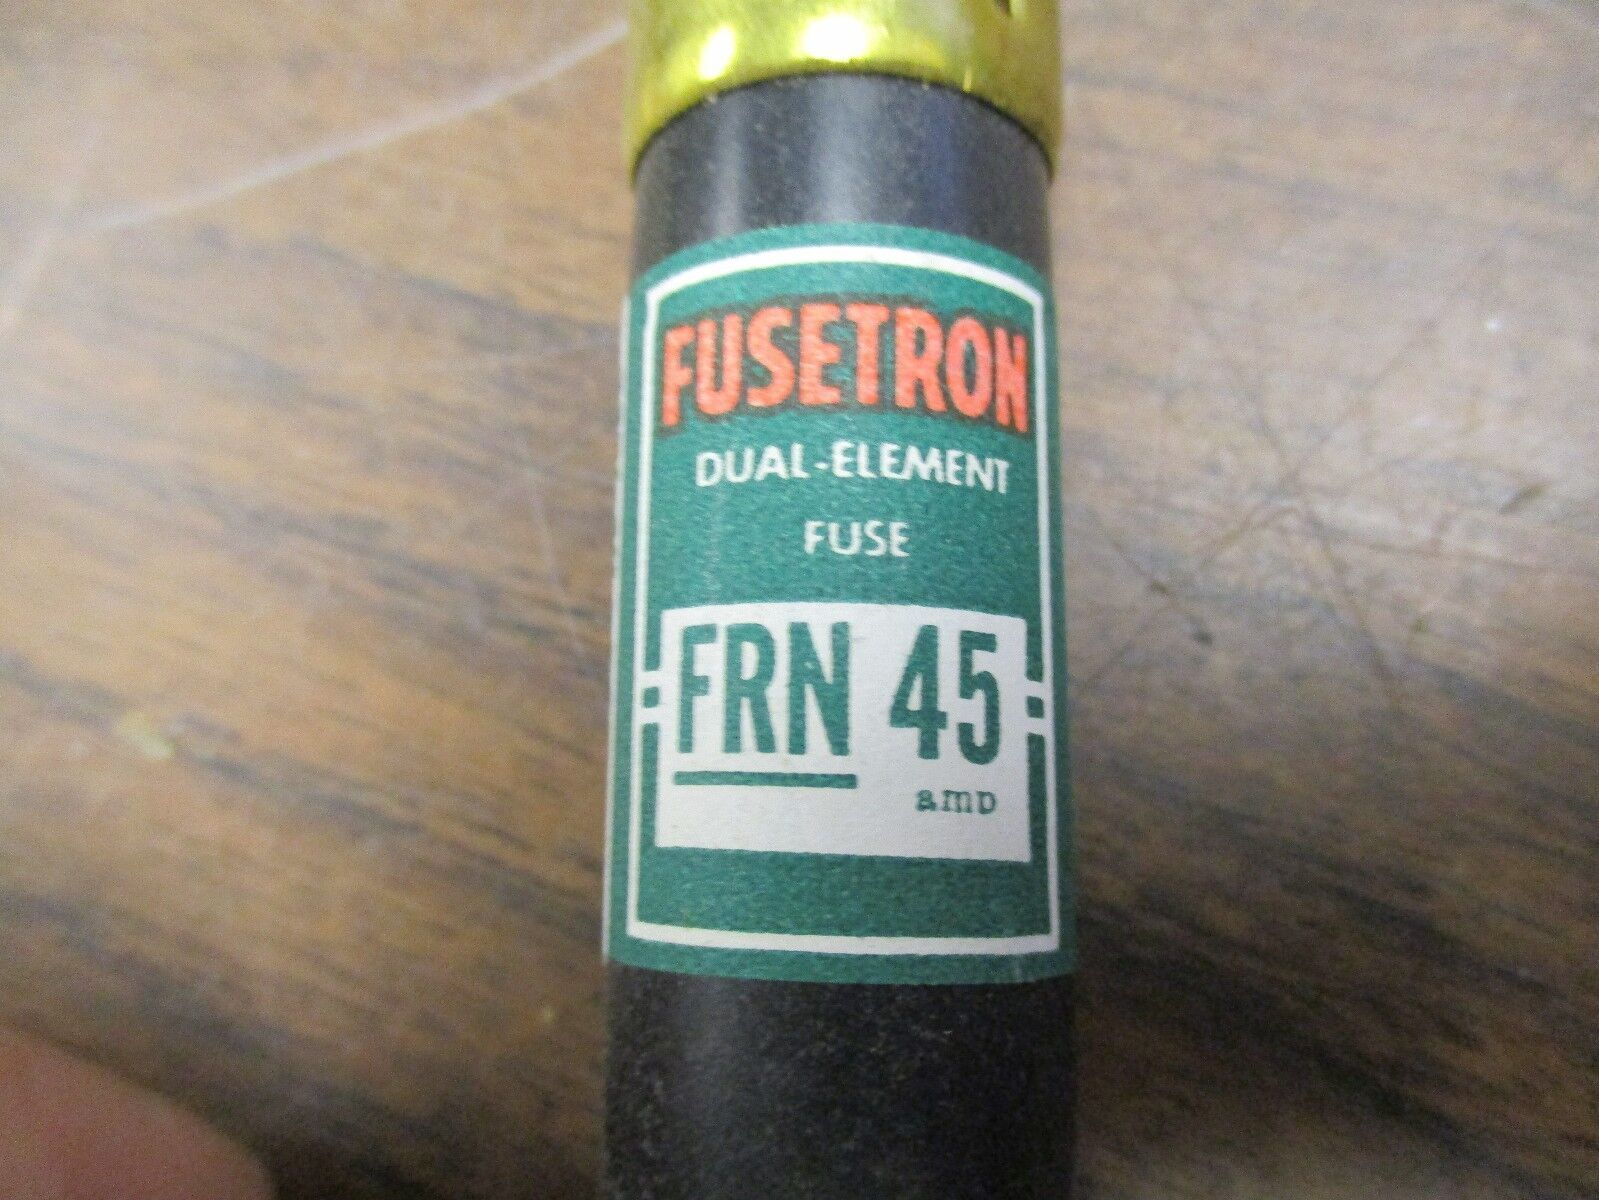 FUSETRON
DUAL-ELEMENT
FUSE
FRN 45
amp